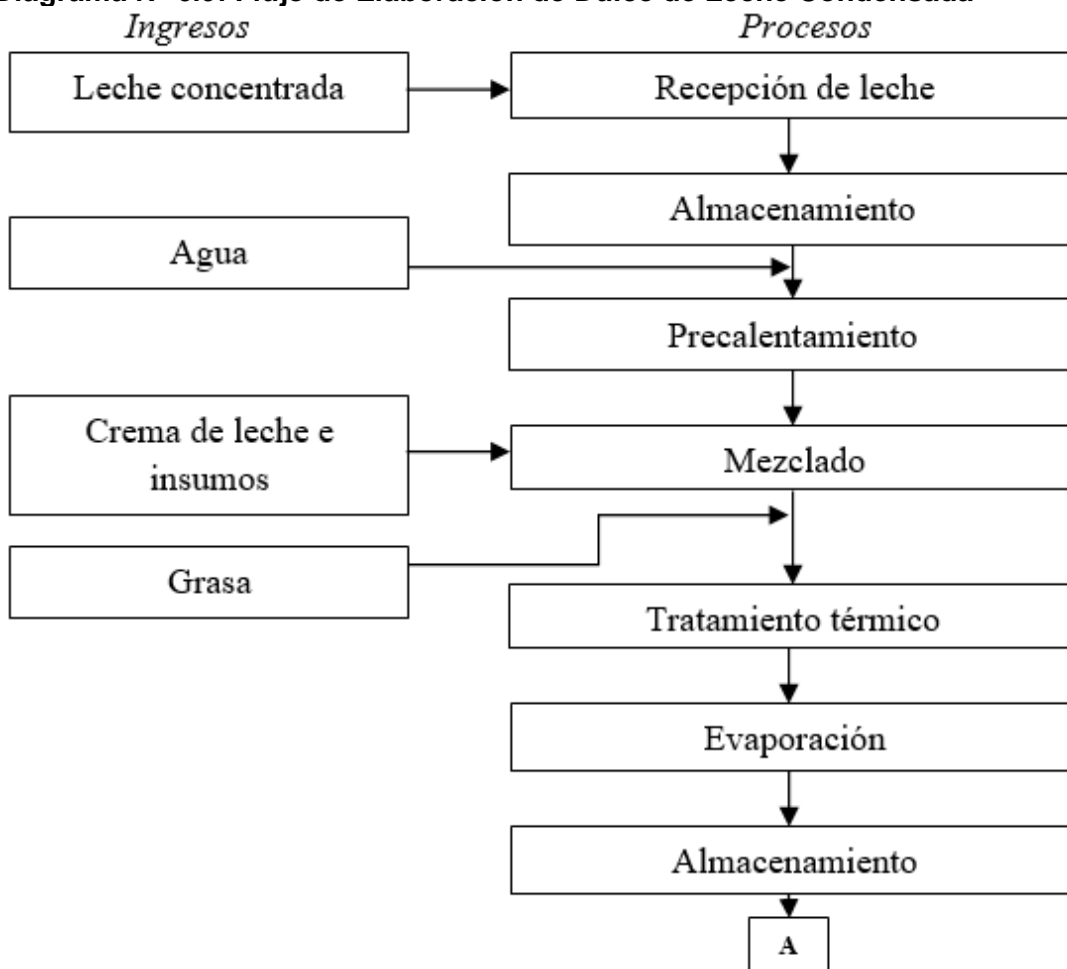 Ingresos
Procesos
Leche concentrada
Recepción de leche
Almacenamiento
Agua
Precalentamiento
Crema de leche e
insumos
Mezclado
Grasa
Tratamiento térmico
Evaporación
Almacenamiento
A